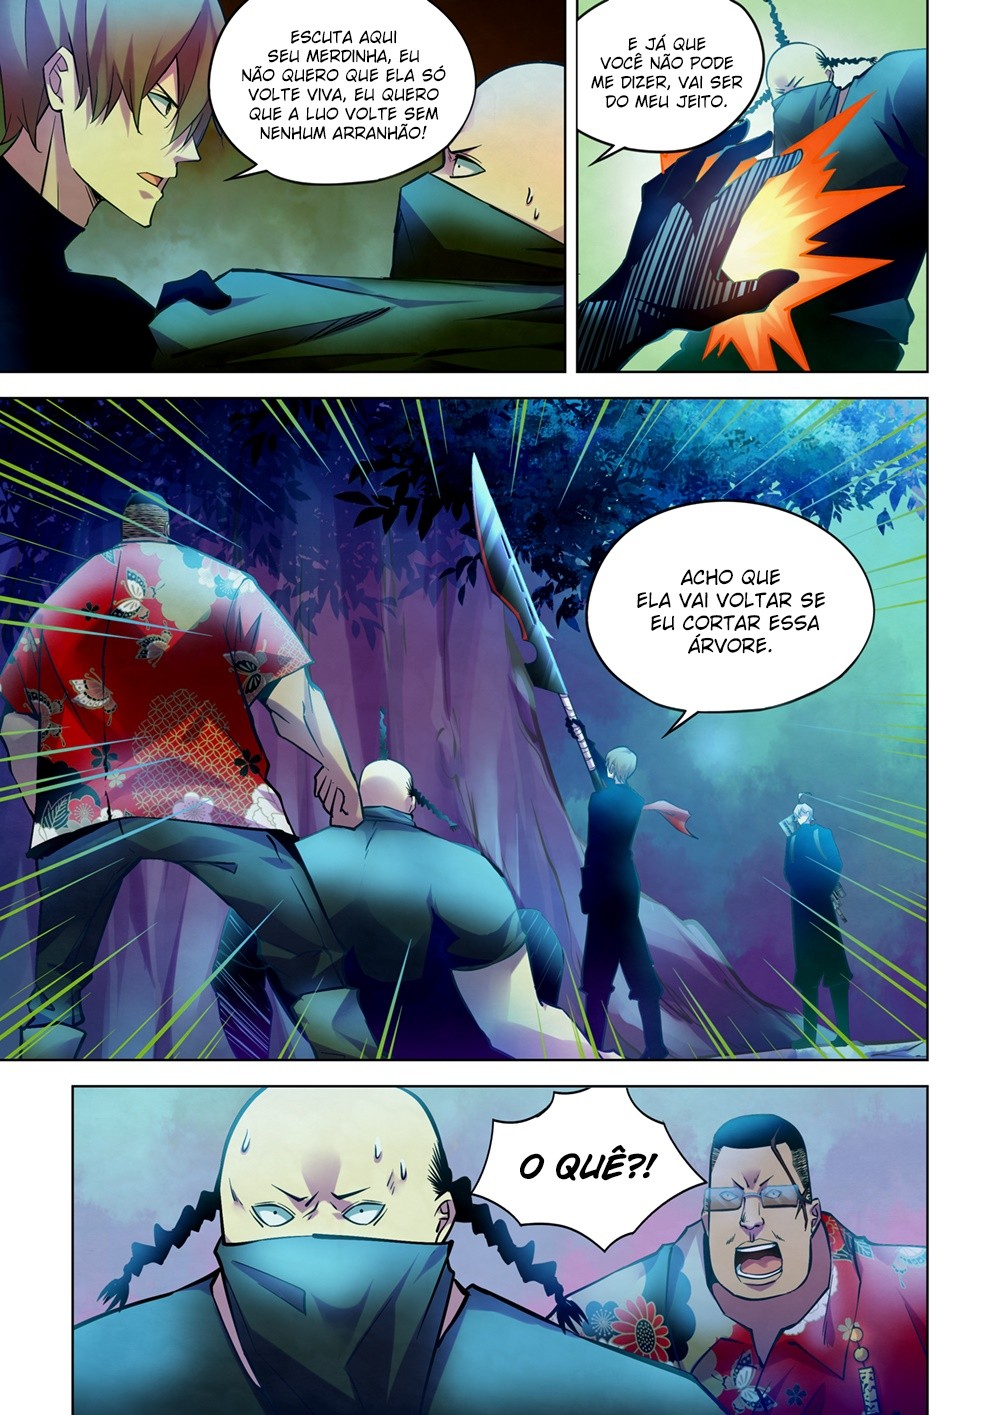 ESCUTA AQUI
SEU MERDINHA, EU
NÃO QUERO QUE ELA SÓ
VOLTE VIVA, EU QUERO
QUE A LUO VOLTE SEM
NENHUM ARRANHÃO!
E JÁ QUE
VOCÊ NÃO PODE
ME DIZER, VAI SER
DO MEU JEITO.
ACHO QUE
ELA VAI VOLTAR SE
EU CORTAR ESSA
ÁRVORE.
O QUÊ?!